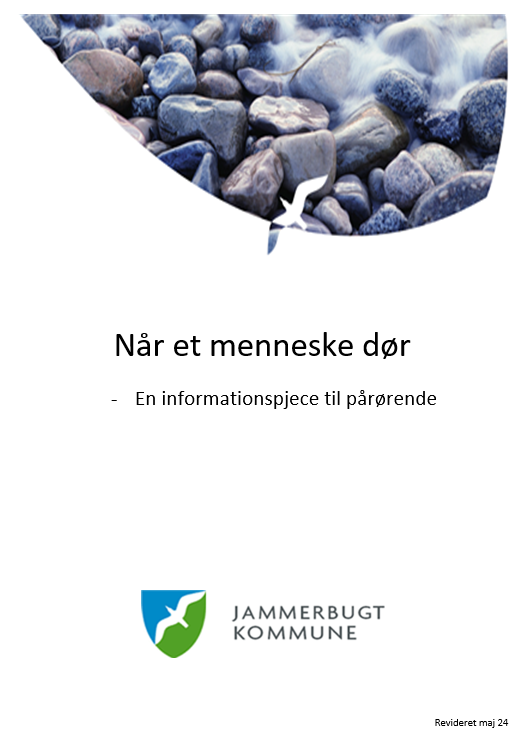 Når et menneske dør
- En informationspjece til pårørende
JAMMERBUGT
KOMMUNE
Revideret maj 24